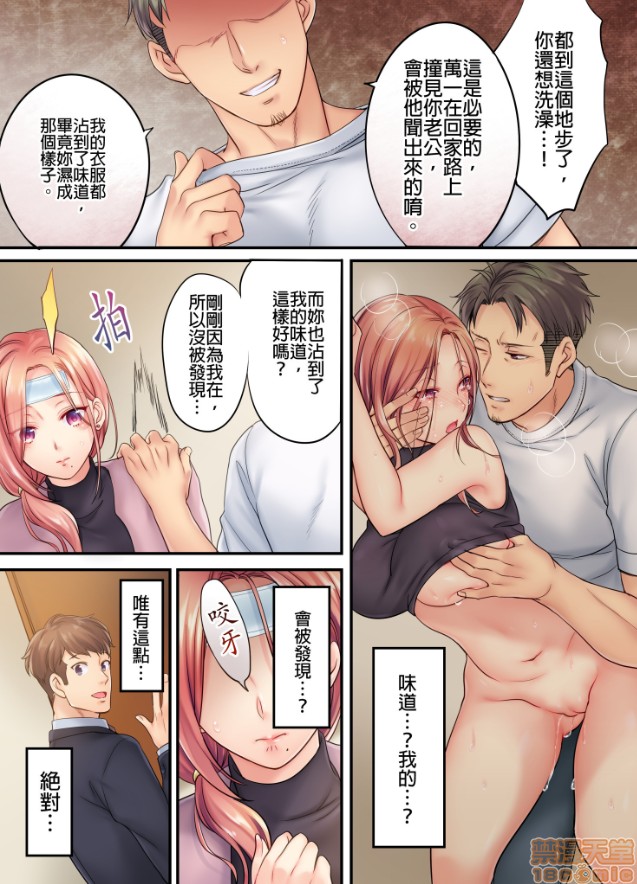 都到這個地步了，
你還想洗澡…！
這是必要的，
萬一在回家路上
撞見你老公，
會被他聞出來的唷。
我的衣服都
沾到了味道，
畢竟妳濕成
那個樣子。
味道…？我的…？
而妳也沾到了
我的味道，
這樣好嗎？
剛剛因為我在，
所以沒被發現…
拍
會被發現…？
咬牙
唯有這點…
絕對…
禁漫天堂